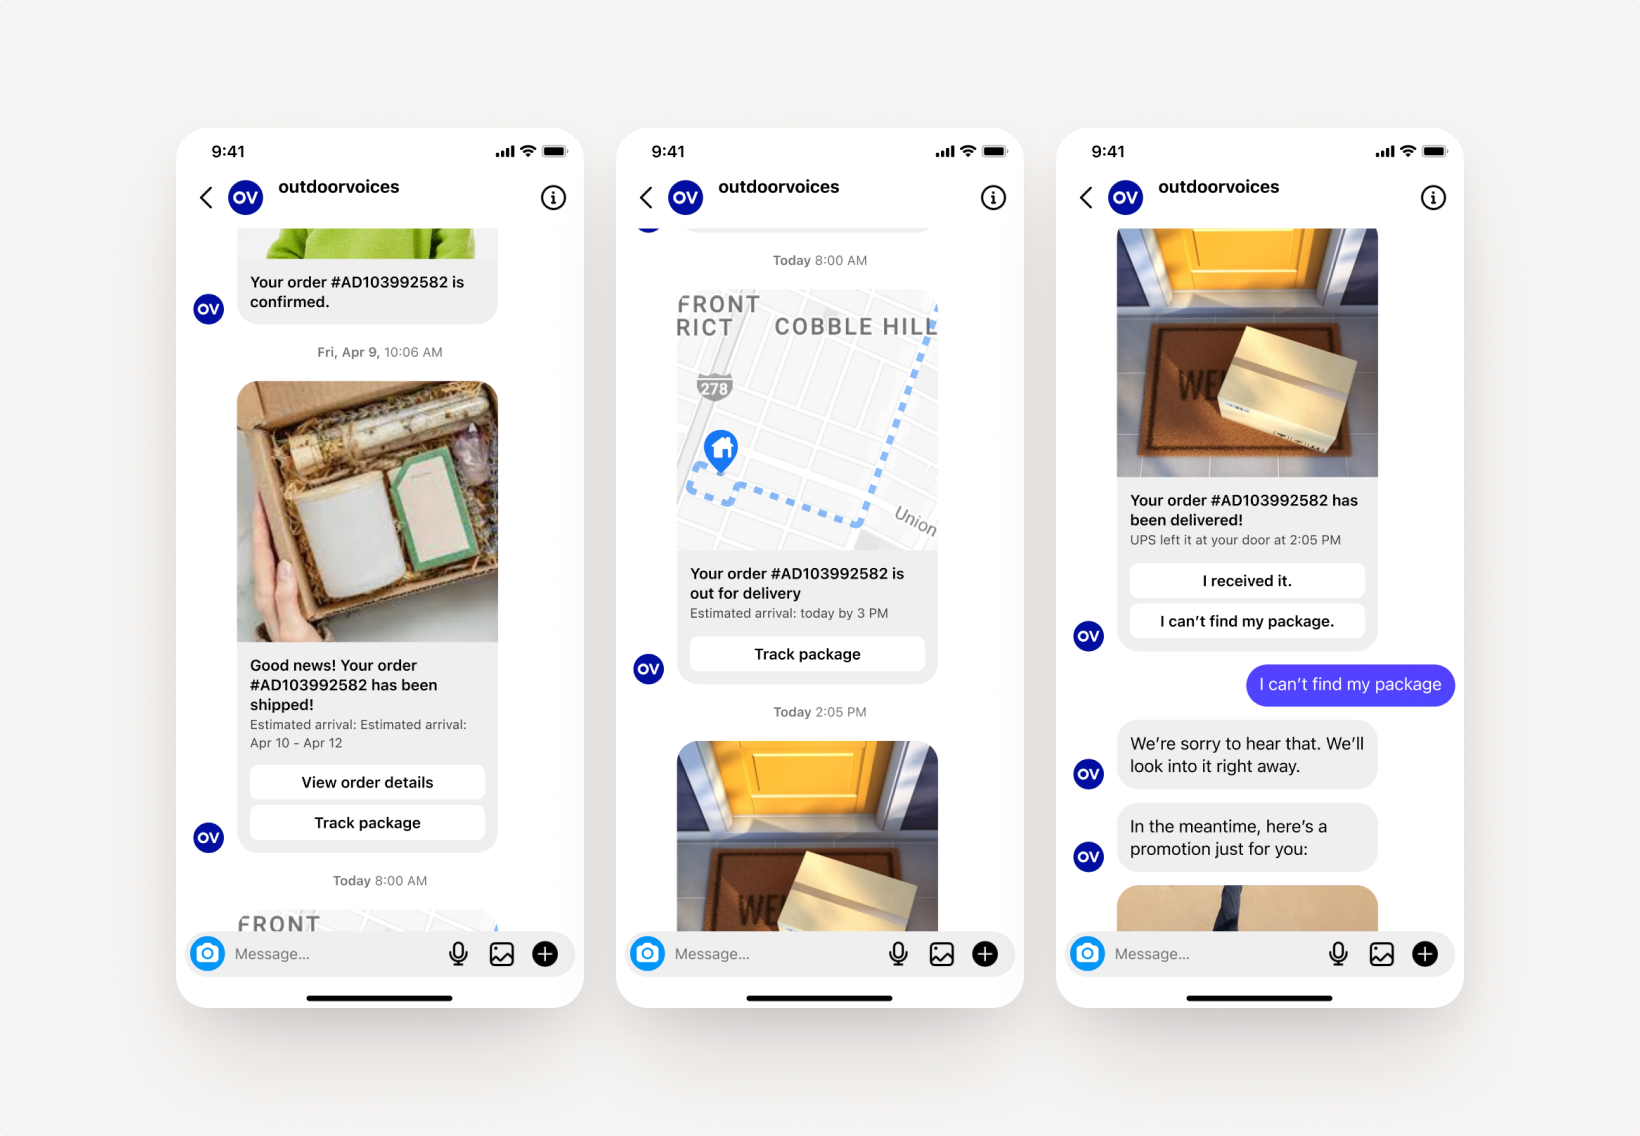 9:41
OV
outdoorvoices
Your order #AD103992582 is
confirmed.
OV
Fri, Apr 9, 10:06 AM
Good news! Your order
#AD103992582 has been
shipped!
Estimated arrival: Estimated arrival:
Apr 10 - Apr 12
View order details
Track package
OV
Today 8:00 AM
FRONT
Message...
9:41
OV
outdoorvoices
Today 8:00 AM
FRONT
RICT
COBBLE HILL
278
Union
Your order #AD103992582 is
out for delivery
Estimated arrival: today by 3 PM
Track package
OV
Today 2:05 PM
WE
Message...
9:41
OV
outdoorvoices
WE
Your order #AD103992582 has
been delivered!
UPS left it at your door at 2:05 PM
I received it.
I can’t find my package.
OV
I can’t find my package
We’re sorry to hear that. We’ll
look into it right away.
OV
In the meantime, here’s a
promotion just for you:
OV
Message...